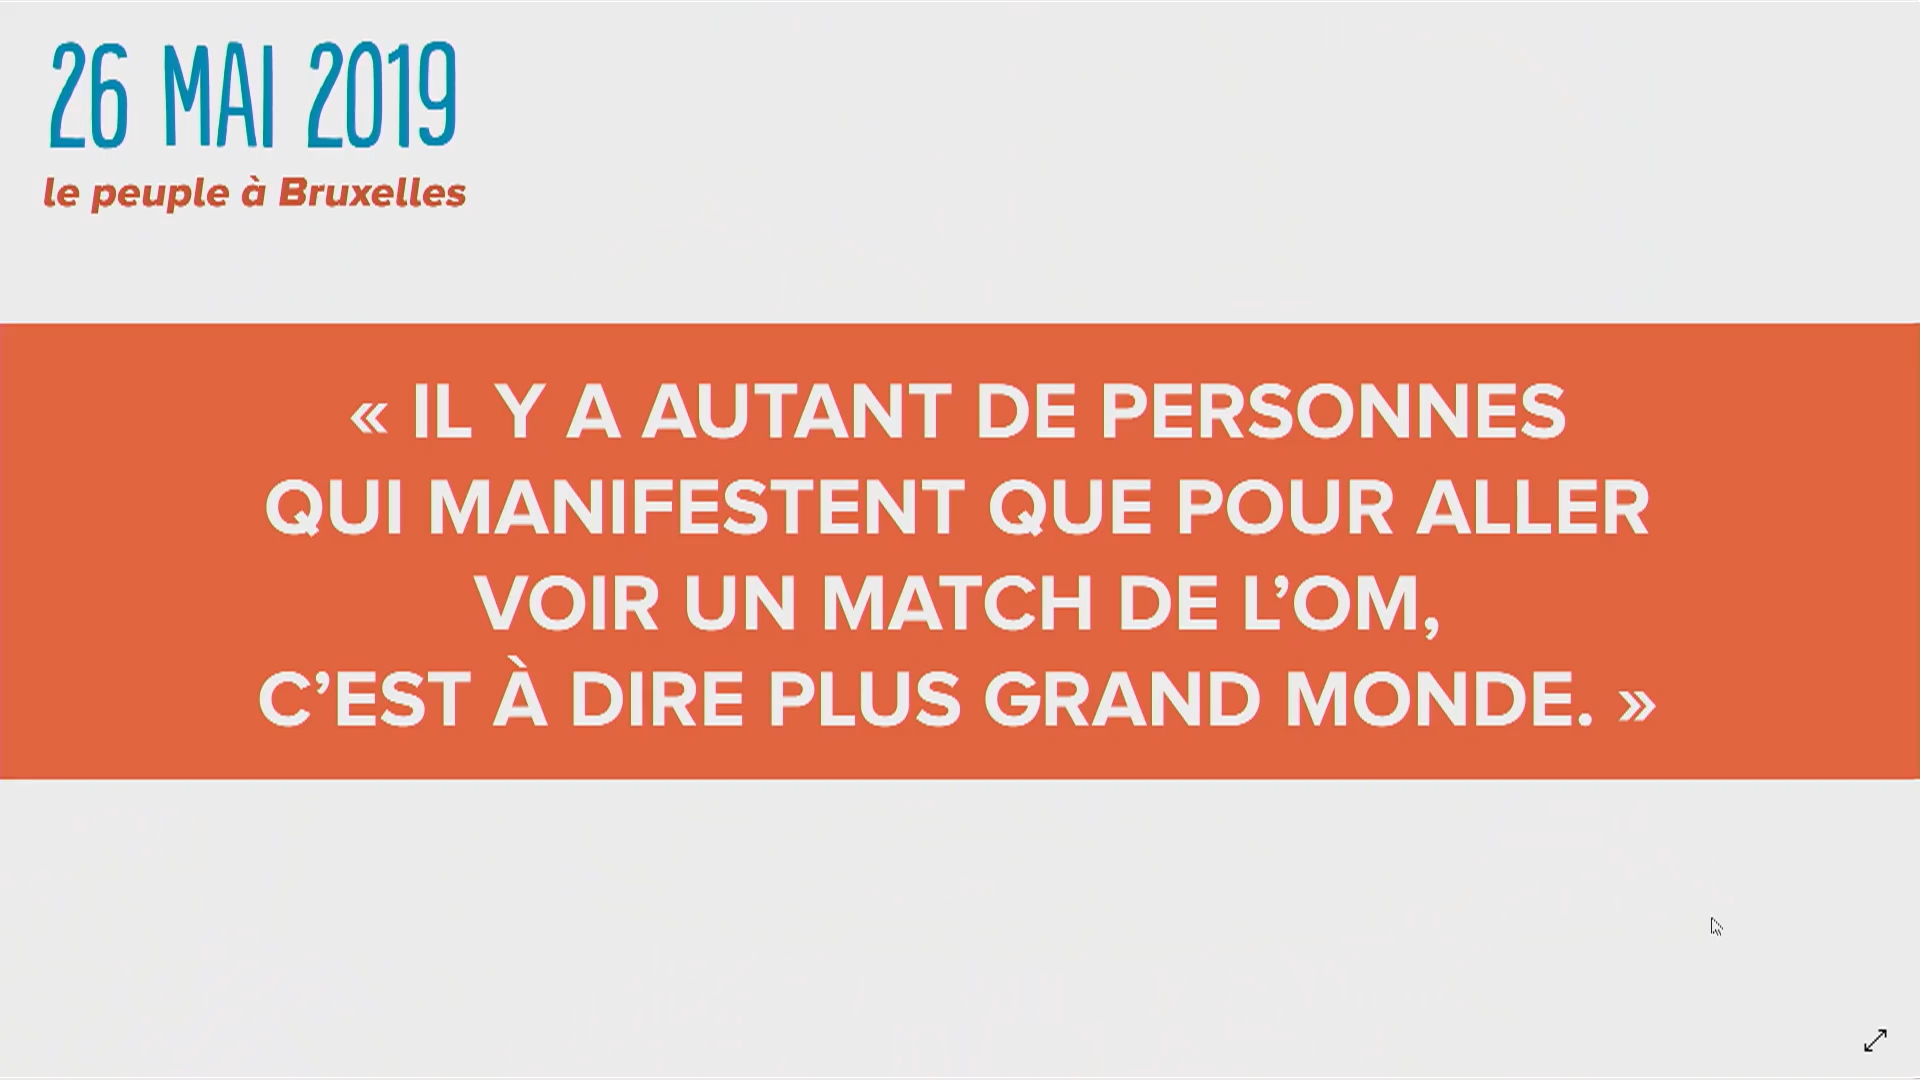 26 MAI 2019
le peuple à Bruxelles
« IL Y A AUTANT DE PERSONNES
QUI MANIFESTENT QUE POUR ALLER
VOIR UN MATCH DE L’OM,
C’EST À DIRE PLUS GRAND MONDE. »